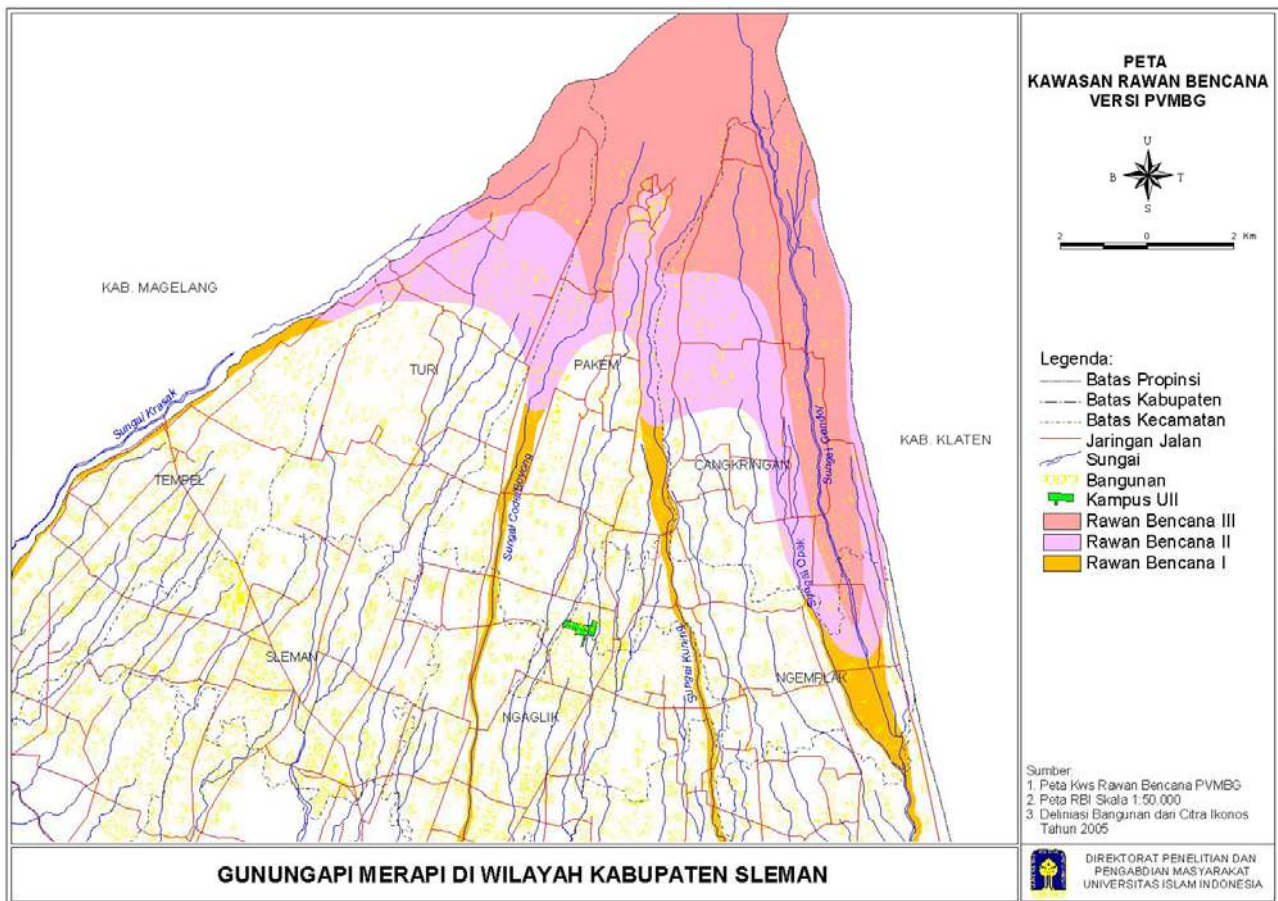 PETA
KAWASAN RAWAN BENCANA
VERSI PVMBG
U
B
T
S
2
0
2 Km
Legenda:
Batas Propinsi
Batas Kabupaten
Batas Kecamatan
Jaringan Jalan
Sungai
Bangunan
Kampus UII
Rawan Bencana III
Rawan Bencana II
Rawan Bencana I
Sumber:
1. Peta Kws Rawan Bencana PVMBG
2. Peta RBI Skala 1:50.000
3. Deliniasi Bangunan dari Citra Ikonos
Tahun 2005
DIREKTORAT PENELITIAN DAN
PENGABDIAN MASYARAKAT
UNIVERSITAS ISLAM INDONESIA
KAB. MAGELANG
TURI
PAKEM
Sungai Krasak
KAB. KLATEN
TEMPEL
CANGKRINGAN
Sungai Gendol
Sungai Opak
SLEMAN
Sungai Kuning
NGEMPLAK
NGAGLIK
GUNUNGAPI MERAPI DI WILAYAH KABUPATEN SLEMAN